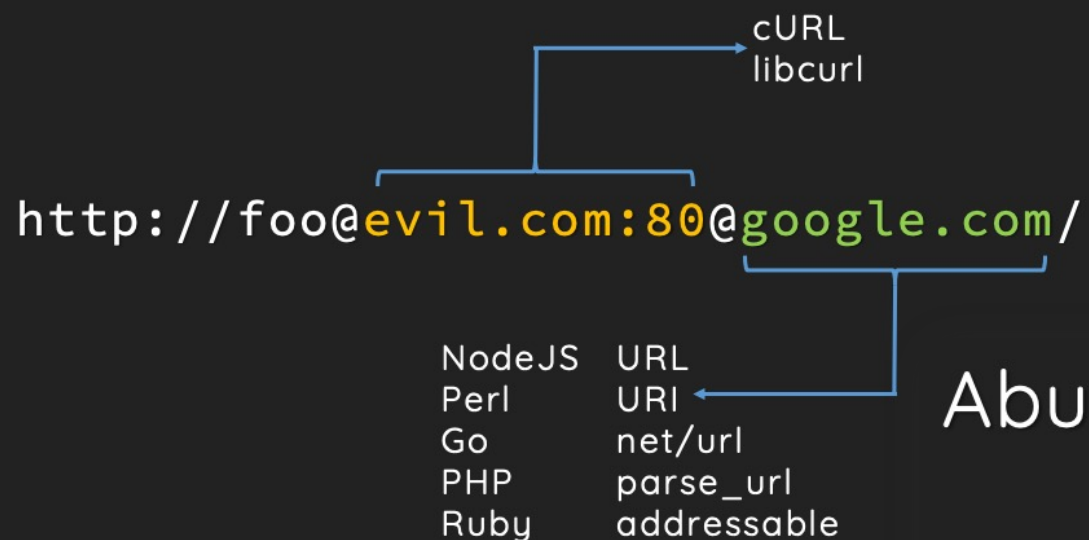 cURL
libcurl
http://foo@evil.com:80@google.com/
NodeJS URL
Perl URI
Go net/url
PHP parse_url
Ruby addressable
Abu